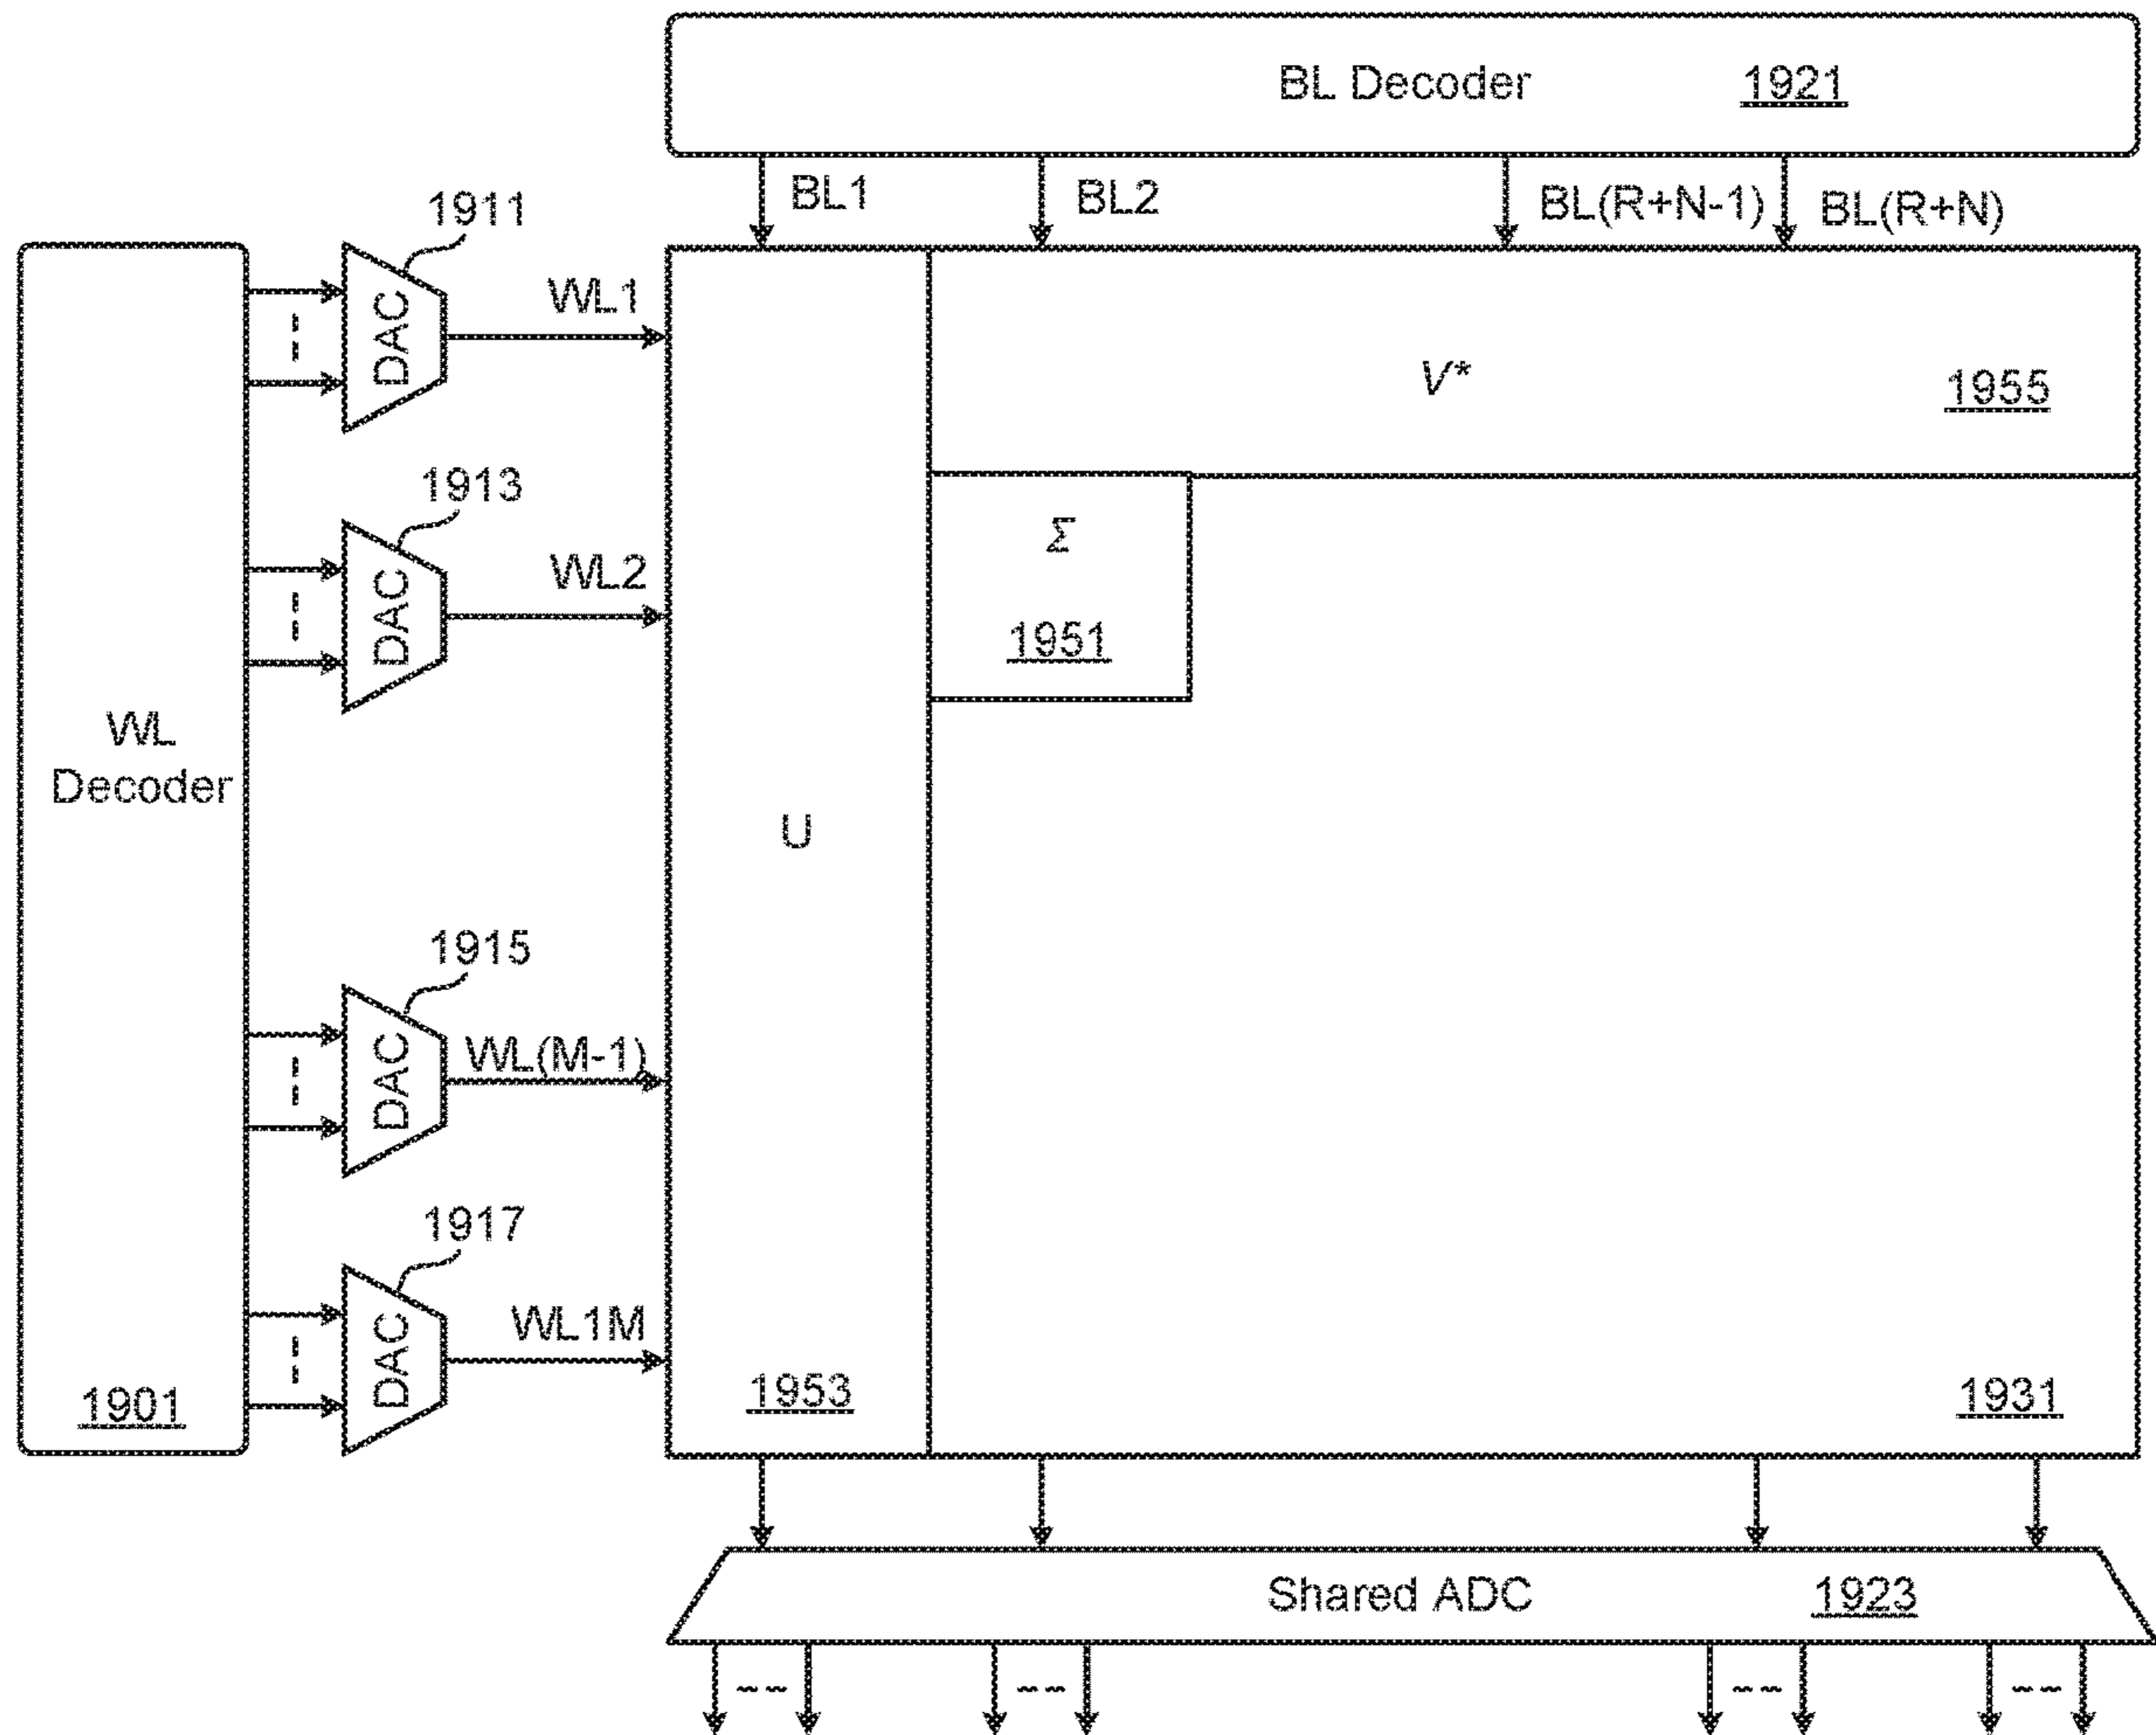 BL Decoder 1921
BL1
BL2
BL(R+N-1)
BL(R+N)
1911
DAC
WL1
V*
1955
1913
DAC
WL2
Σ
1951
WL
Decoder
U
1915
DAC
WL(M-1)
1917
DAC
WL1M
1901
1953
1931
Shared ADC 1923